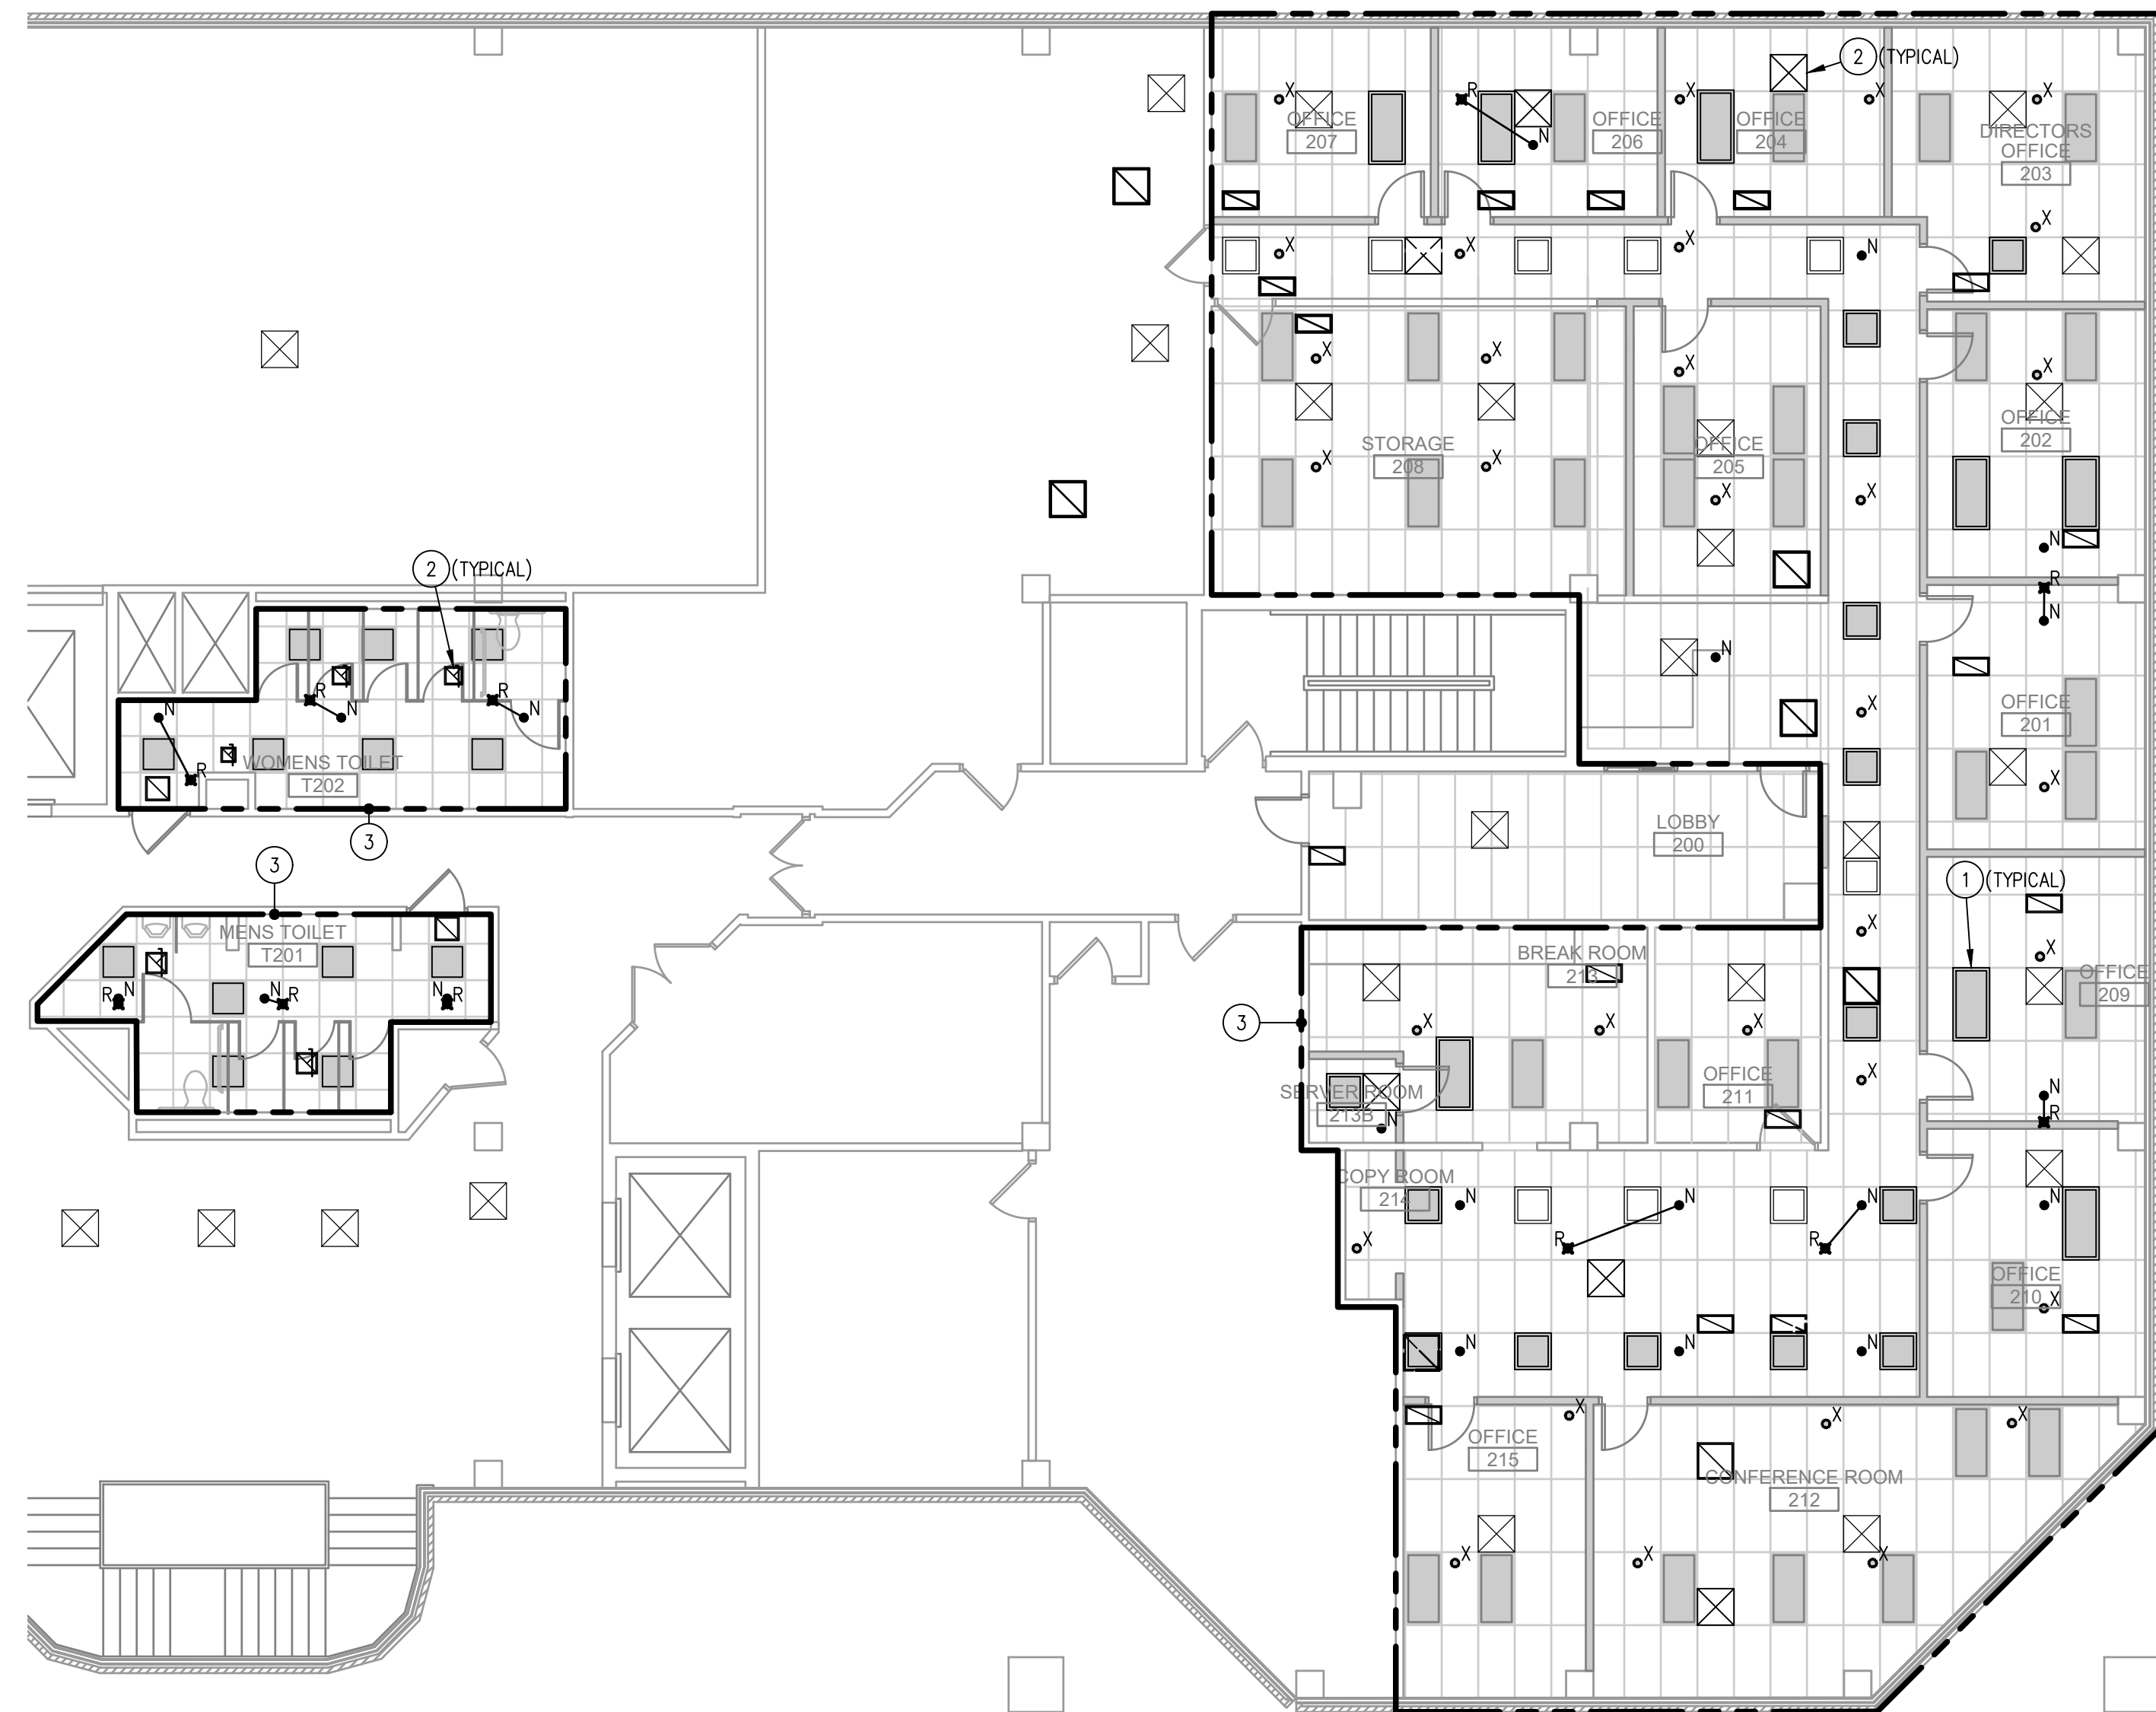 2 (TYPICAL)
X
R
X
X
X
OFFICE
207
N
OFFICE
206
OFFICE
204
DIRECTORS
OFFICE
203
X
X
X
X
N
X
X
X
X
OFFICE
202
STORAGE
208
OFFICE
205
X
X
X
X
N
2 (TYPICAL)
R
N
N
R
N
R
N
R
WOMENS TOILET
T202
X
OFFICE
201
X
LOBBY
200
3
3
1 (TYPICAL)
MENS TOILET
T201
X
X
BREAK ROOM
213
OFFICE
209
N
R
N
R
N
R
3
X
X
X
SERVER ROOM
213B
N
OFFICE
211
X
N
R
COPY ROOM
214
N
N
N
N
X
R
R
OFFICE
210
X
N
N
N
X
X
X
OFFICE
215
CONFERENCE ROOM
212
X
X
X